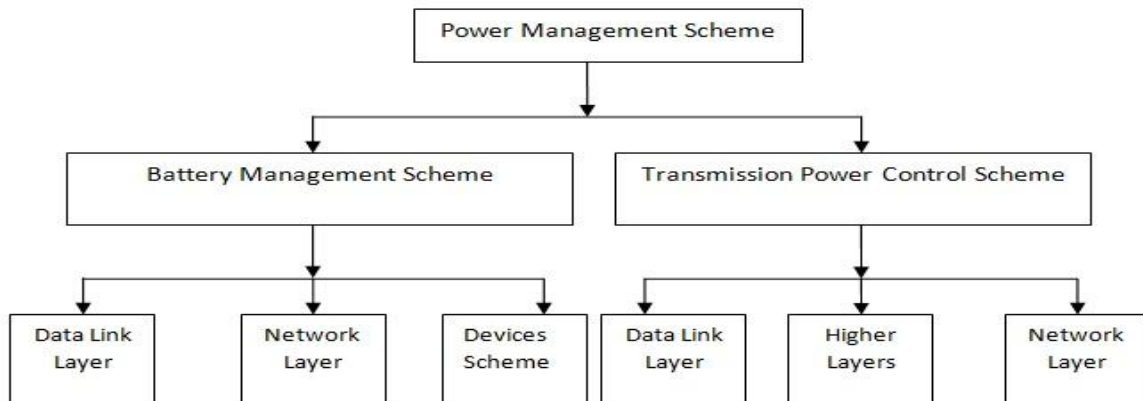 Power Management Scheme
Battery Management Scheme
Transmission Power Control Scheme
Data Link
Layer
Network
Layer
Devices
Scheme
Data Link
Layer
Higher
Layers
Network
Layer